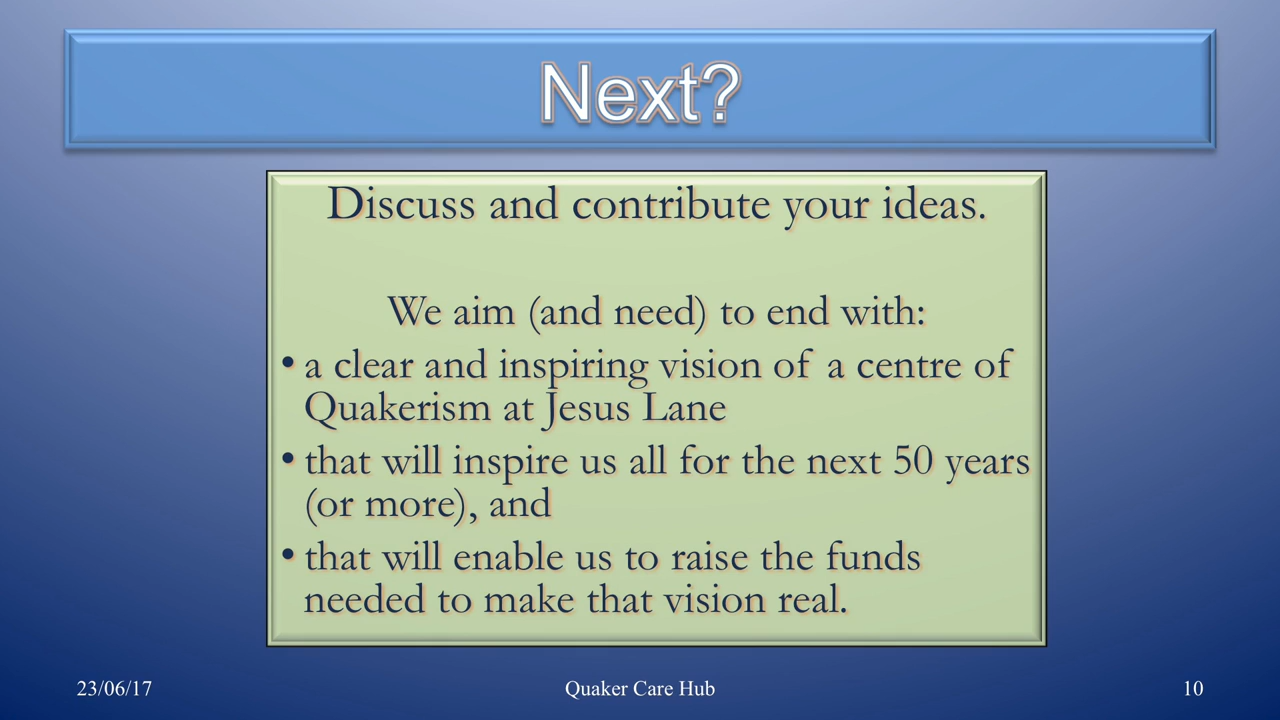 Next?
Discuss and contribute your ideas.
We aim (and need) to end with:
• a clear and inspiring vision of a centre of
Quakerism at Jesus Lane
• that will inspire us all for the next 50 years
(or more), and
• that will enable us to raise the funds
needed to make that vision real.
23/06/17
Quaker Care Hub
10